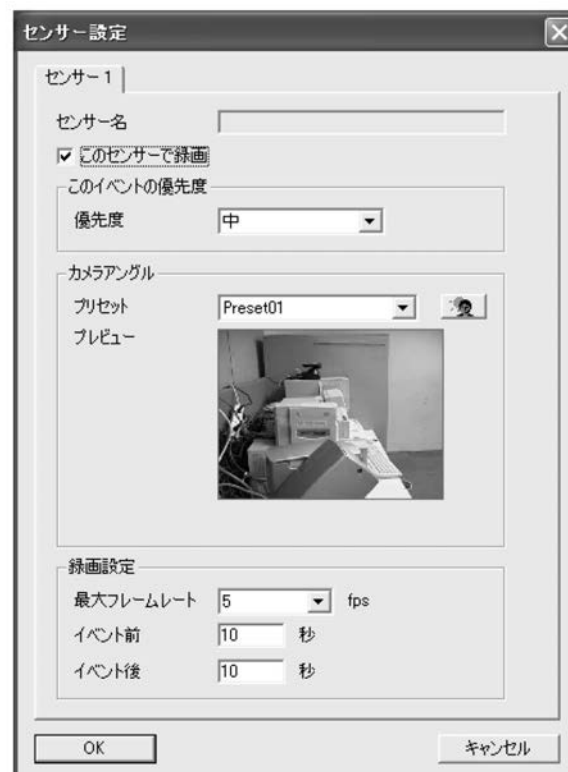 センサー設定
センサー1
センサー名
このセンサーで録画
このイベントの優先度
優先度 中
カメラアングル
プリセット Preset01
プレビュー
録画設定
最大フレームレート 5 fps
イベント前 10 秒
イベント後 10 秒
OK キャンセル